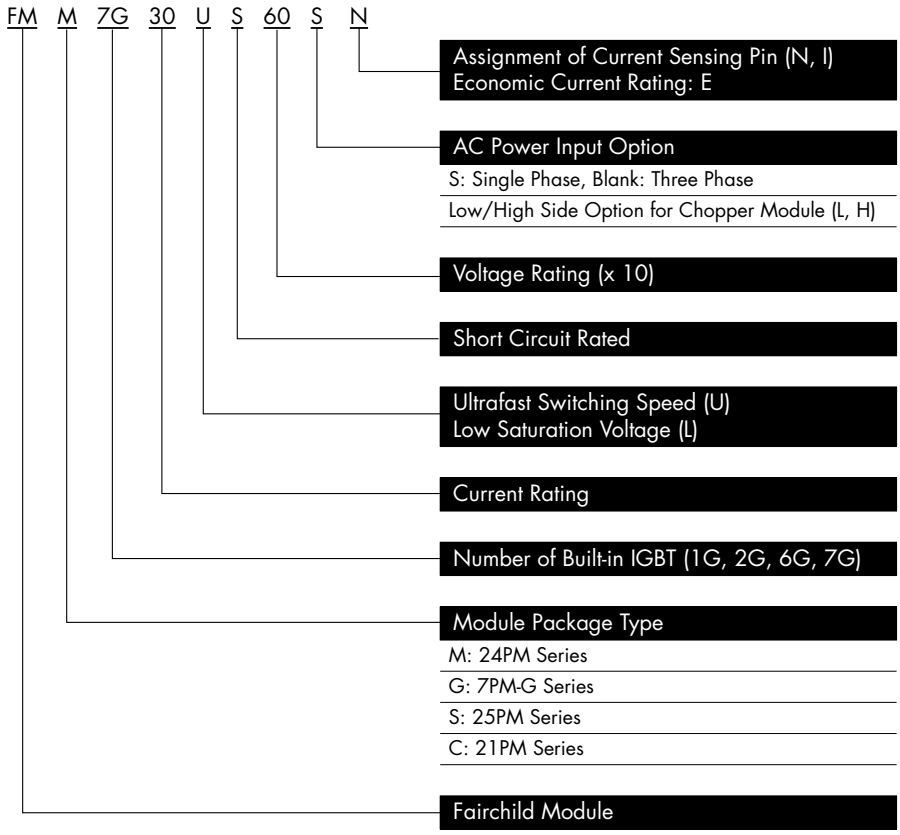 FM M 7G 30 U S 60 S N
Assignment of Current Sensing Pin (N, I)
Economic Current Rating: E
AC Power Input Option
S: Single Phase, Blank: Three Phase
Low/High Side Option for Chopper Module (L, H)
Voltage Rating (x 10)
Short Circuit Rated
Ultrafast Switching Speed (U)
Low Saturation Voltage (L)
Current Rating
Number of Built-in IGBT (1G, 2G, 6G, 7G)
Module Package Type
M: 24PM Series
G: 7PM-G Series
S: 25PM Series
C: 21PM Series
Fairchild Module